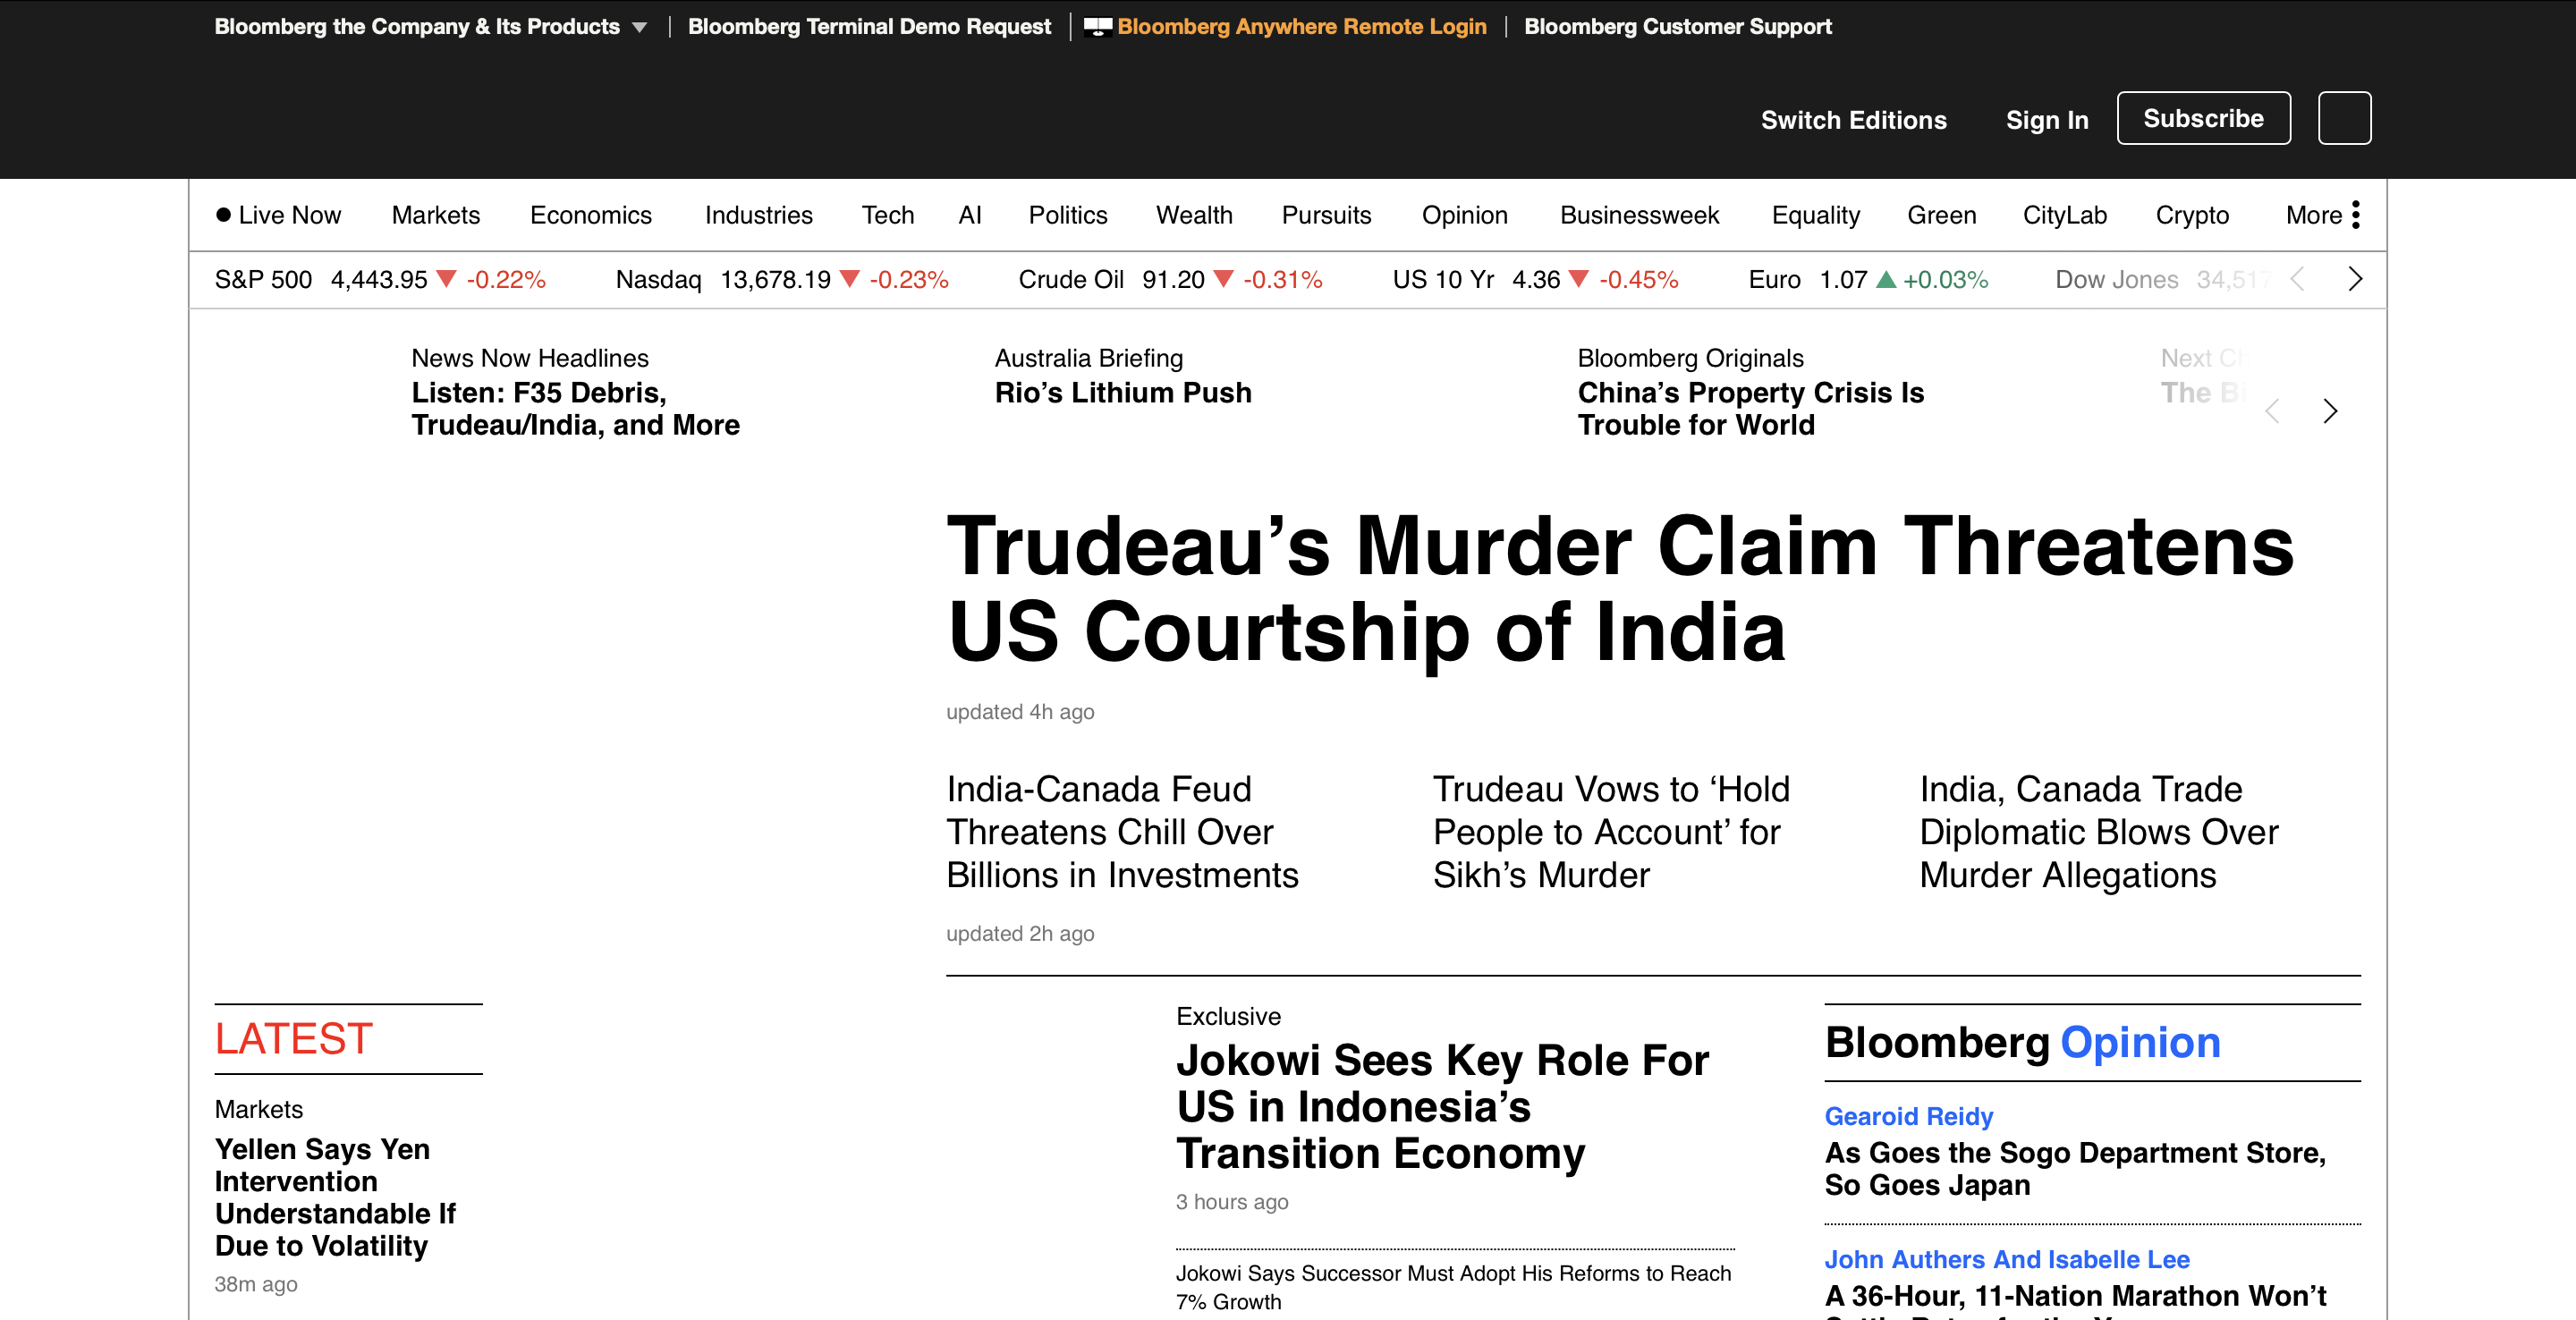 Bloomberg the Company & Its Products
Bloomberg Terminal Demo Request
Bloomberg Anywhere Remote Login
Bloomberg Customer Support
Switch Editions
Sign In
Subscribe
Live Now
Markets
Economics
Industries
Tech
AI
Politics
Wealth
Pursuits
Opinion
Businessweek
Equality
Green
CityLab
Crypto
More
S&P 500 4,443.95 -0.22%
Nasdaq 13,678.19 -0.23%
Crude Oil 91.20 -0.31%
US 10 Yr 4.36 -0.45%
Euro 1.07 +0.03%
Dow Jones 34,517
News Now Headlines
Listen: F35 Debris,
Trudeau/India, and More
Australia Briefing
Rio’s Lithium Push
Bloomberg Originals
China’s Property Crisis Is
Trouble for World
Next
The
Trudeau’s Murder Claim Threatens
US Courtship of India
updated 4h ago
India-Canada Feud
Threatens Chill Over
Billions in Investments
updated 2h ago
Trudeau Vows to ‘Hold
People to Account’ for
Sikh’s Murder
India, Canada Trade
Diplomatic Blows Over
Murder Allegations
LATEST
Markets
Yellen Says Yen
Intervention
Understandable If
Due to Volatility
38m ago
Exclusive
Jokowi Sees Key Role For
US in Indonesia’s
Transition Economy
3 hours ago
Jokowi Says Successor Must Adopt His Reforms to Reach
7% Growth
Bloomberg Opinion
Gearoid Reidy
As Goes the Sogo Department Store,
So Goes Japan
John Authers And Isabelle Lee
A 36-Hour, 11-Nation Marathon Won’t